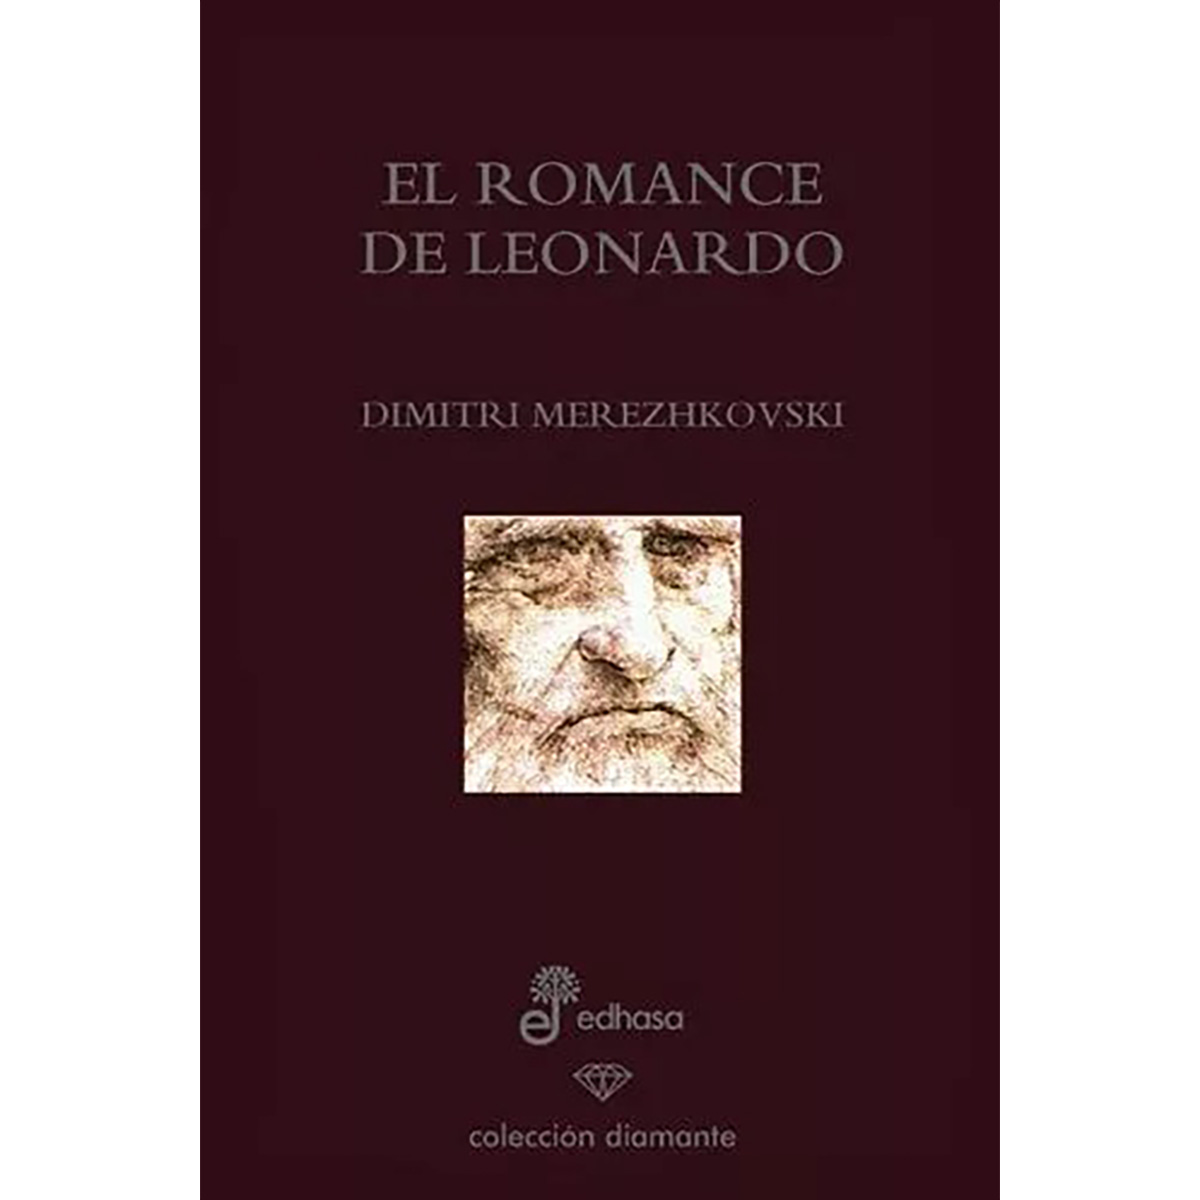 EL ROMANCE
DE LEONARDO
DIMITRI MEREZHKOVSKI
edhasa
colección diamante